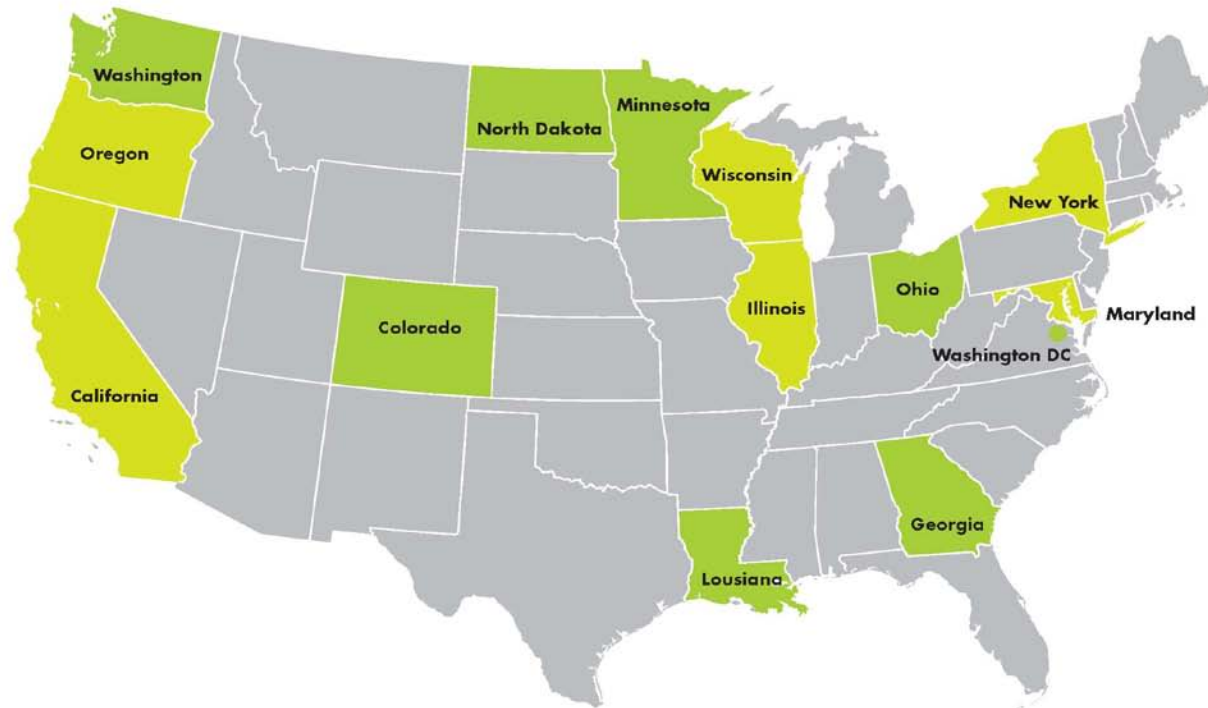 Washington
Minnesota
North Dakota
Oregon
Wisconsin
New York
Ohio
Illinois
Maryland
Colorado
Washington DC
California
Georgia
Lousiana